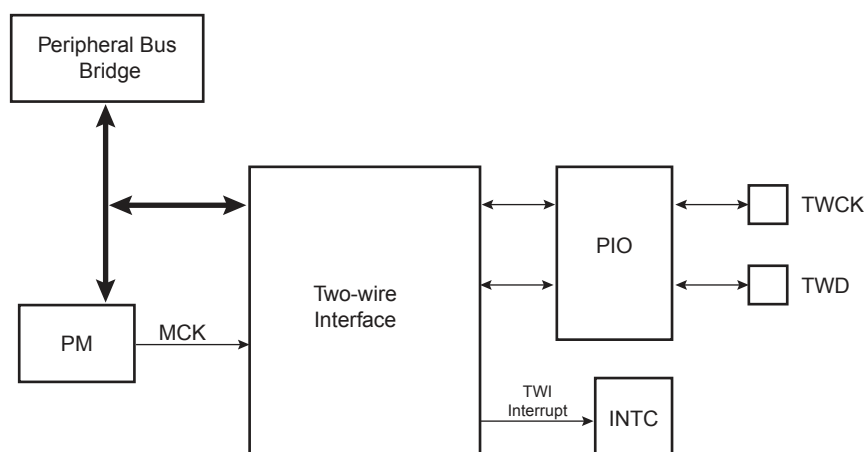 Peripheral Bus
Bridge
TWCK
PIO
Two-wire
Interface
TWD
PM
MCK
TWI
Interrupt
INTC